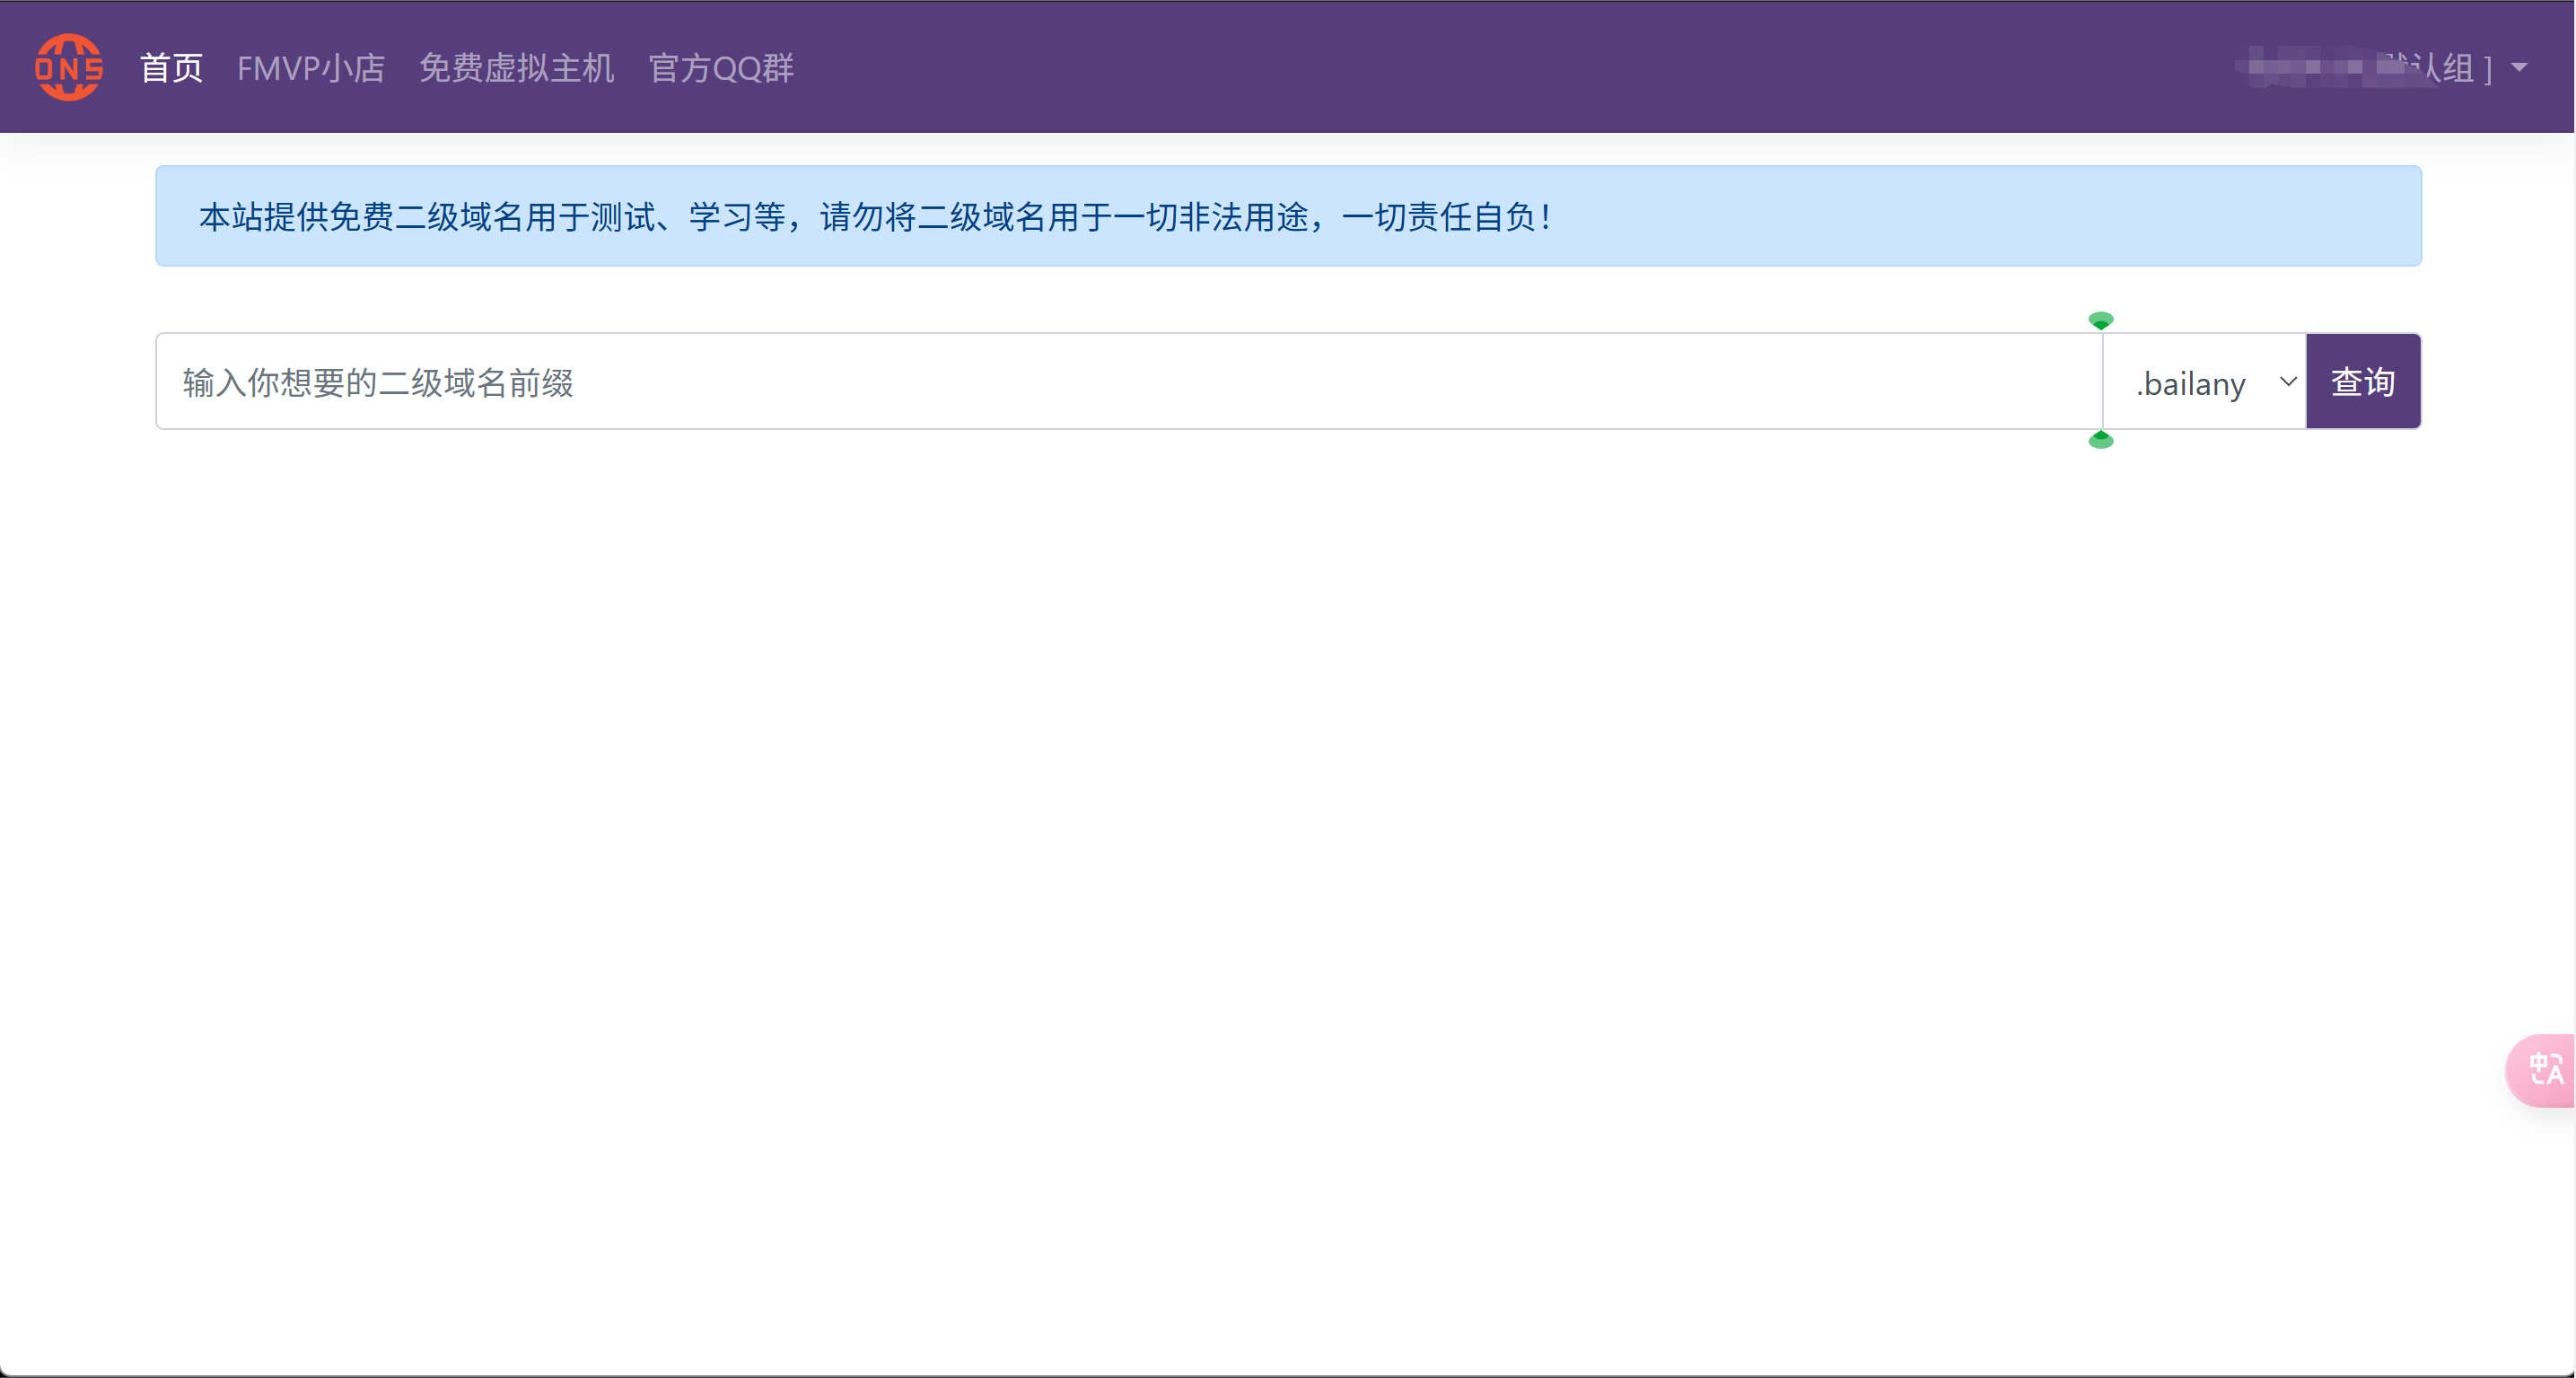 DNS 首页 FMVP小店 免费虚拟主机 官方QQ群 认组 ]
本站提供免费二级域名用于测试、学习等，请勿将二级域名用于一切非法用途，一切责任自负！
输入你想要的二级域名前缀 .bailany 查询
中A